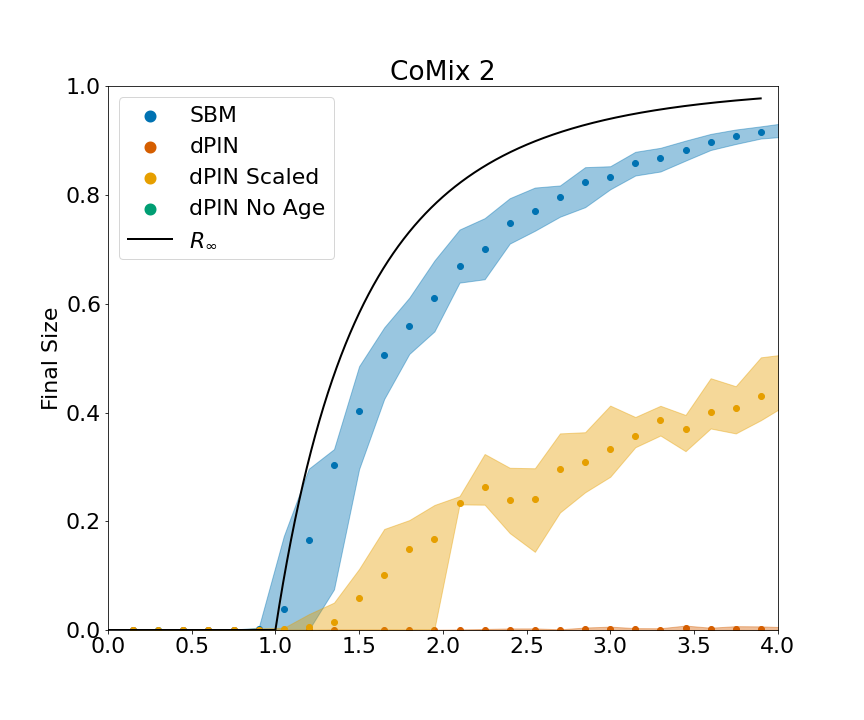 CoMix 2
1.0
0.8
0.6
0.4
0.2
0.0
Final Size
SBM
dPIN
dPIN Scaled
dPIN No Age
R∞
0.0 0.5 1.0 1.5 2.0 2.5 3.0 3.5 4.0